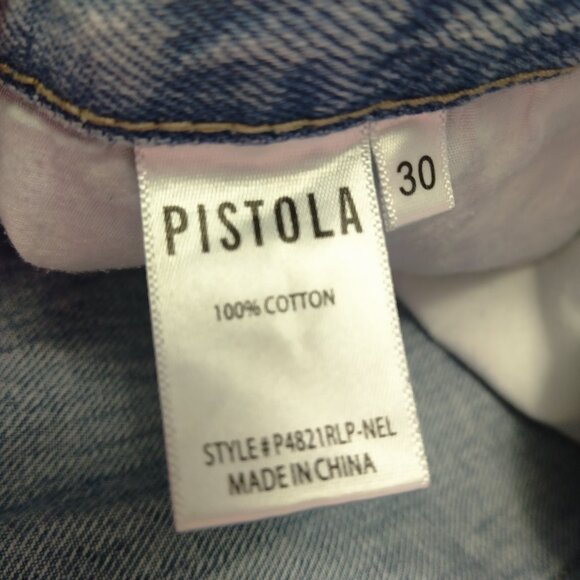 PISTOLA
30
100% COTTON
STYLE#P4821RLP-NEL
MADE IN CHINA